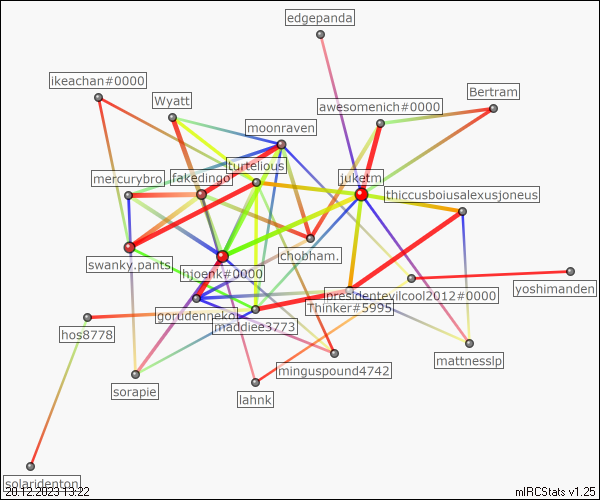 edgepanda
ikeachan#0000
Bertram
Wyatt
awesomenich#0000
moonraven
turtelious
mercurybro
fakedingo
juketm
thiccusboiusalexusjoneus
chobham.
swanky.pants
hjoenk#0000
yoshimanden
presidentevilcool2012#0000
Thinker#5995
gordenneko
maddiee3773
hos8778
mattnesslp
minguspound4742
sorapie
lahnk
solaridenton
20.12.2023 13:22
mIRCStats v1.25